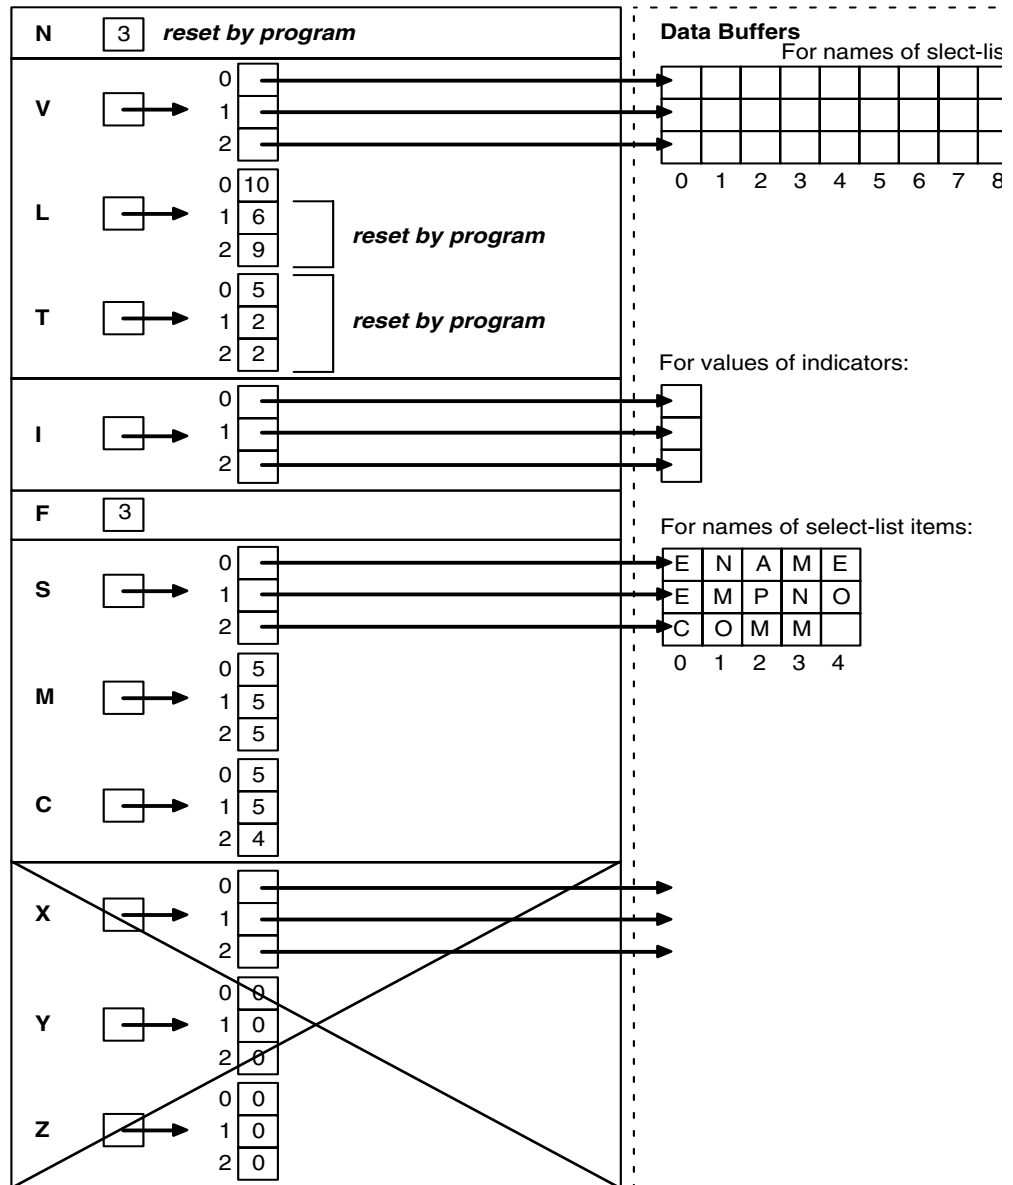 N 3 reset by program
Data Buffers
For names of slect-lis
V
0
1
2
0 1 2 3 4 5 6 7 8
L
0 10
1 6
2 9
reset by program
T
0 5
1 2
2 2
reset by program
For values of indicators:
I
0
1
2
F 3
For names of select-list items:
S
0
1
2
E N A M E
E M P N O
C O M M
0 1 2 3 4
M
0 5
1 5
2 5
C
0 5
1 5
2 4
X
0
1
2
Y
0 0
1 0
2 0
Z
0 0
1 0
2 0